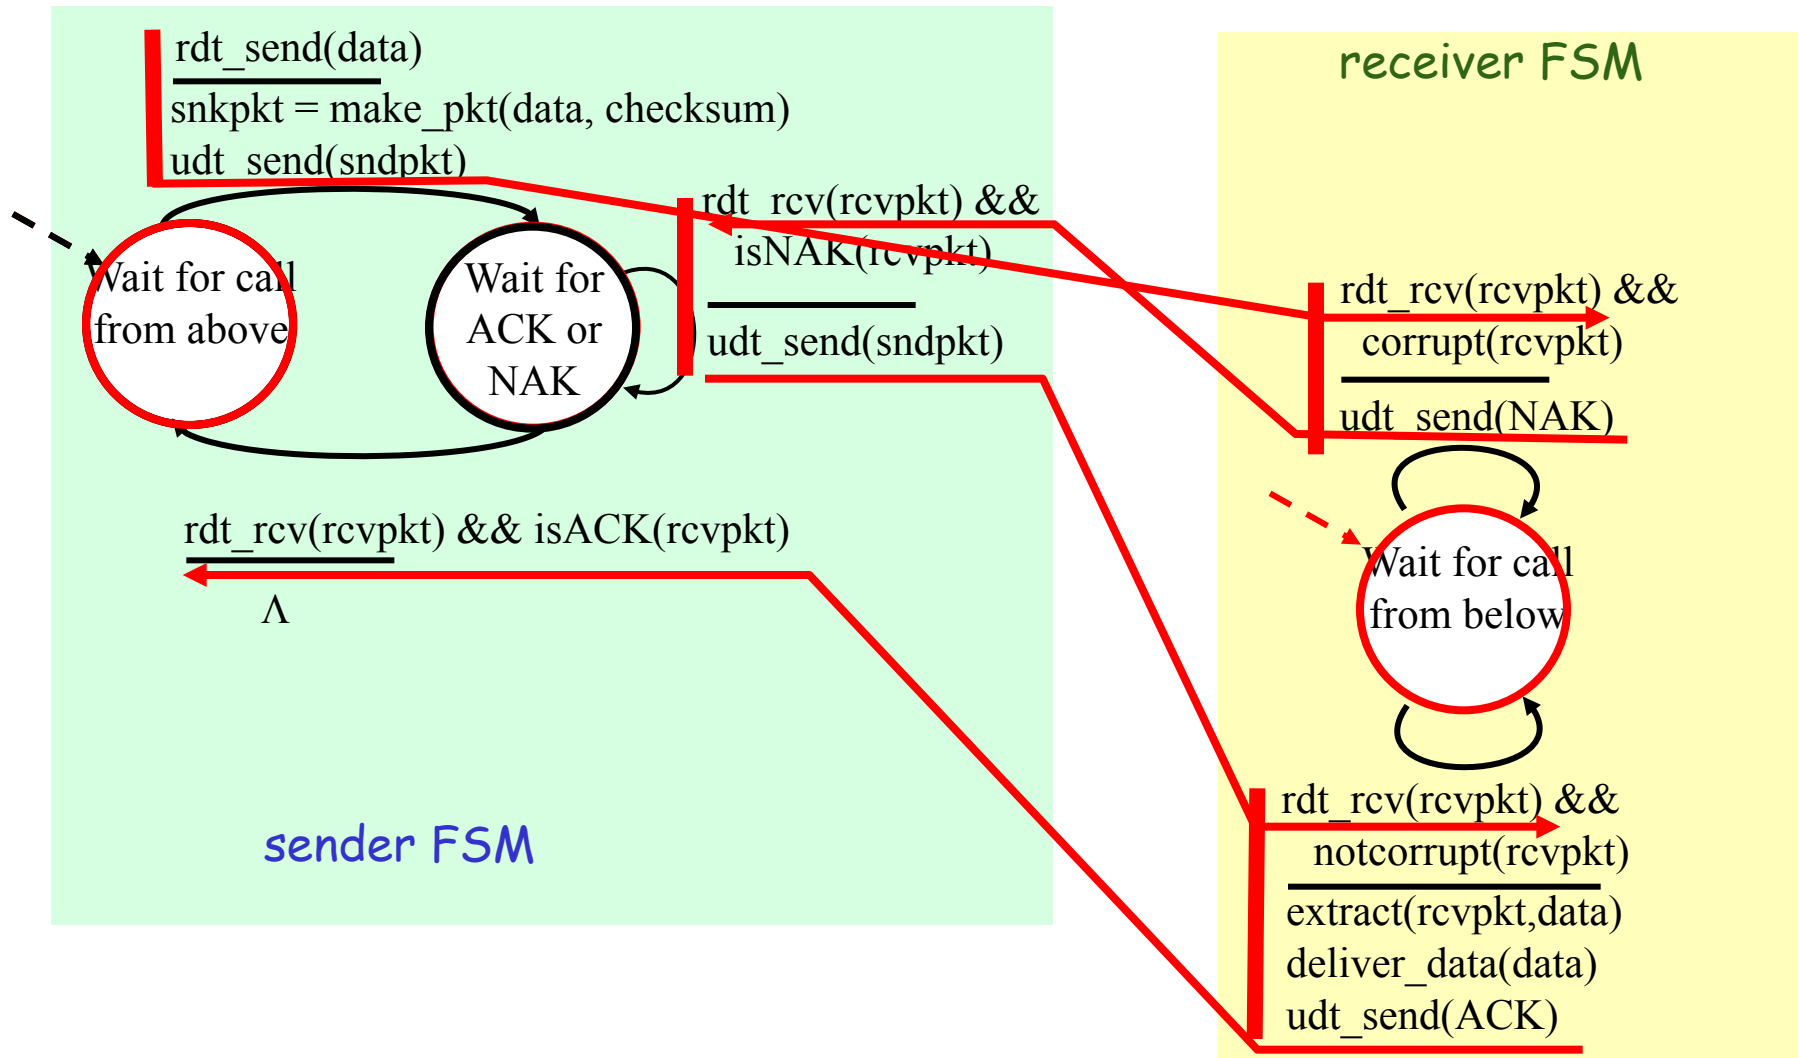 rdt_send(data)
snkpkt = make_pkt(data, checksum)
udt_send(sndpkt)
rdt_rcv(rcvpkt) &&
isNAK(rcvpkt)
udt_send(sndpkt)
Wait for call
from above
Wait for
ACK or
NAK
rdt_rcv(rcvpkt) && isACK(rcvpkt)
Λ
sender FSM
receiver FSM
rdt_rcv(rcvpkt) &&
corrupt(rcvpkt)
udt_send(NAK)
Wait for call
from below
rdt_rcv(rcvpkt) &&
notcorrupt(rcvpkt)
extract(rcvpkt,data)
deliver_data(data)
udt_send(ACK)